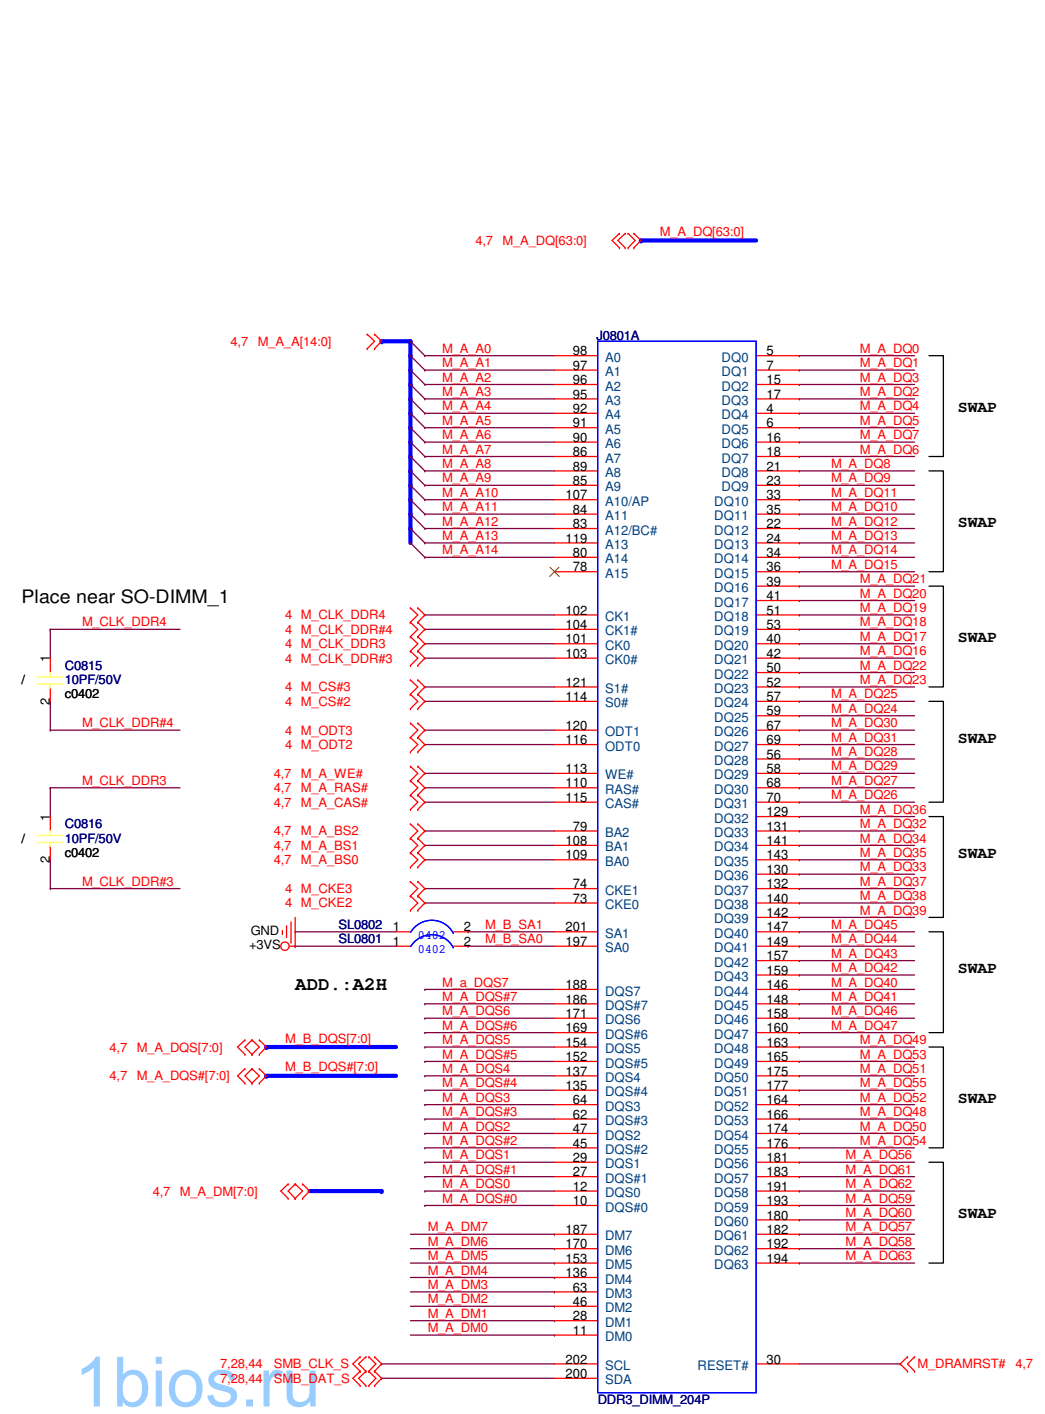 4,7 M_A_DQ[63:0] M_A_DQ[63:0]
J0801A
4,7 M_A_A[14:0]
M_A_A0 98 A0 DQ0 5 M_A_DQ0
M_A_A1 97 A1 DQ1 7 M_A_DQ1
M_A_A2 96 A2 DQ2 15 M_A_DQ3
M_A_A3 95 A3 DQ3 17 M_A_DQ2
M_A_A4 92 A4 DQ4 4 M_A_DQ4 SWAP
M_A_A5 91 A5 DQ5 6 M_A_DQ5
M_A_A6 90 A6 DQ6 16 M_A_DQ7
M_A_A7 86 A7 DQ7 18 M_A_DQ6
M_A_A8 89 A8 DQ8 21 M_A_DQ8
M_A_A9 85 A9 DQ9 23 M_A_DQ9
M_A_A10 107 A10/AP DQ10 33 M_A_DQ11
M_A_A11 84 A11 DQ11 35 M_A_DQ10
M_A_A12 83 A12/BC# DQ12 22 M_A_DQ12 SWAP
M_A_A13 119 A13 DQ13 24 M_A_DQ13
M_A_A14 80 A14 DQ14 34 M_A_DQ14
78 A15 DQ15 36 M_A_DQ15
DQ16 39 M_A_DQ21
DQ17 41 M_A_DQ20
4 M_CLK_DDR4 102 CK1 DQ18 51 M_A_DQ19
4 M_CLK_DDR#4 104 CK1# DQ19 53 M_A_DQ18
4 M_CLK_DDR3 101 CK0 DQ20 40 M_A_DQ17 SWAP
4 M_CLK_DDR#3 103 CK0# DQ21 42 M_A_DQ16
DQ22 50 M_A_DQ22
4 M_CS#3 121 S1# DQ23 52 M_A_DQ23
4 M_CS#2 114 S0# DQ24 57 M_A_DQ25
DQ25 59 M_A_DQ24
4 M_ODT3 120 ODT1 DQ26 67 M_A_DQ30
4 M_ODT2 116 ODT0 DQ27 69 M_A_DQ31 SWAP
DQ28 56 M_A_DQ28
4,7 M_A_WE# 113 WE# DQ29 58 M_A_DQ29
4,7 M_A_RAS# 110 RAS# DQ30 68 M_A_DQ27
4,7 M_A_CAS# 115 CAS# DQ31 70 M_A_DQ26
DQ32 129 M_A_DQ36
4,7 M_A_BS2 79 BA2 DQ33 131 M_A_DQ32
4,7 M_A_BS1 108 BA1 DQ34 141 M_A_DQ34
4,7 M_A_BS0 109 BA0 DQ35 143 M_A_DQ35 SWAP
DQ36 130 M_A_DQ33
4 M_CKE3 74 CKE1 DQ37 132 M_A_DQ37
4 M_CKE2 73 CKE0 DQ38 140 M_A_DQ38
DQ39 142 M_A_DQ39
GND SL0802 1 0402 2 M_B_SA1 201 SA1 DQ40 147 M_A_DQ45
+3VS SL0801 1 0402 2 M_B_SA0 197 SA0 DQ41 149 M_A_DQ44
DQ42 157 M_A_DQ43
DQ43 159 M_A_DQ42 SWAP
ADD.:A2H
M_a_DQS7 188 DQS7 DQ44 146 M_A_DQ40
M_A_DQS#7 186 DQS#7 DQ45 148 M_A_DQ41
M_A_DQS6 171 DQS6 DQ46 158 M_A_DQ46
M_A_DQS#6 169 DQS#6 DQ47 160 M_A_DQ47
4,7 M_A_DQS[7:0] M_B_DQS[7:0]
M_A_DQS5 154 DQS5 DQ48 163 M_A_DQ49
M_A_DQS#5 152 DQS#5 DQ49 165 M_A_DQ53
4,7 M_A_DQS#[7:0] M_B_DQS#[7:0]
M_A_DQS4 137 DQS4 DQ50 175 M_A_DQ51
M_A_DQS#4 135 DQS#4 DQ51 177 M_A_DQ55
M_A_DQS3 64 DQS3 DQ52 164 M_A_DQ52 SWAP
M_A_DQS#3 62 DQS#3 DQ53 166 M_A_DQ48
M_A_DQS2 47 DQS2 DQ54 174 M_A_DQ50
M_A_DQS#2 45 DQS#2 DQ55 176 M_A_DQ54
M_A_DQS1 29 DQS1 DQ56 181 M_A_DQ56
M_A_DQS#1 27 DQS#1 DQ57 183 M_A_DQ61
4,7 M_A_DM[7:0]
M_A_DQS0 12 DQS0 DQ58 191 M_A_DQ62
M_A_DQS#0 10 DQS#0 DQ59 193 M_A_DQ59
DQ60 180 M_A_DQ60 SWAP
M_A_DM7 187 DM7 DQ61 182 M_A_DQ57
M_A_DM6 170 DM6 DQ62 192 M_A_DQ58
M_A_DM5 153 DM5 DQ63 194 M_A_DQ63
M_A_DM4 136 DM4
M_A_DM3 63 DM3
M_A_DM2 46 DM2
M_A_DM1 28 DM1
M_A_DM0 11 DM0
7,28,44 SMB_CLK_S 202 SCL RESET# 30 M_DRAMRST# 4,7
7,28,44 SMB_DAT_S 200 SDA
DDR3_DIMM_204P
Place near SO-DIMM_1
M_CLK_DDR4
1
C0815
/ 10PF/50V
2 c0402
M_CLK_DDR#4
M_CLK_DDR3
1
C0816
/ 10PF/50V
2 c0402
M_CLK_DDR#3
1bios.ru